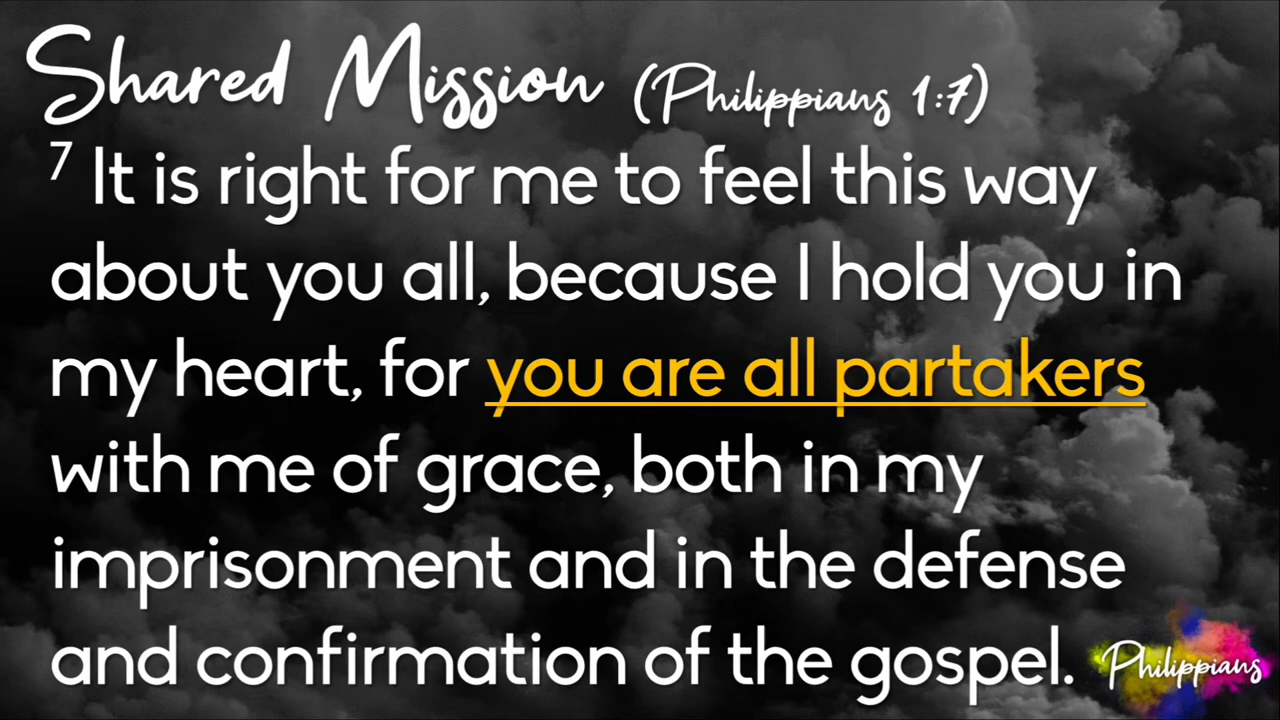 Shared Mission (Philippians 1:7)
7 It is right for me to feel this way
about you all, because I hold you in
my heart, for you are all partakers
with me of grace, both in my
imprisonment and in the defense
and confirmation of the gospel.
Philippians